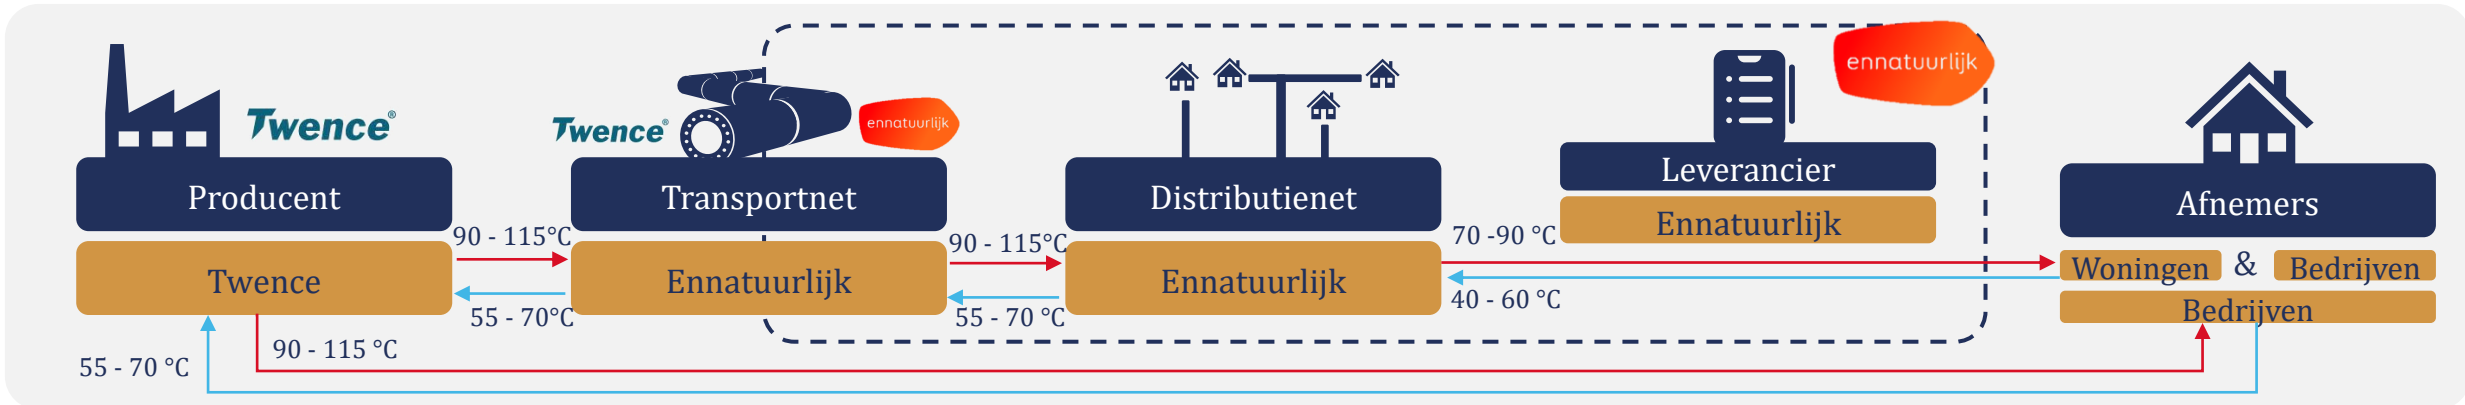 Twence®
Producent
Twence
90 - 115°C
55 - 70°C
Twence®
ennatuurlijk
Transportnet
Ennatuurlijk
90 - 115°C
55 - 70 °C
Distributienet
Ennatuurlijk
70 -90 °C
40 - 60 °C
ennatuurlijk
Leverancier
Ennatuurlijk
Afnemers
Woningen & Bedrijven
Bedrijven
90 - 115 °C
55 - 70 °C